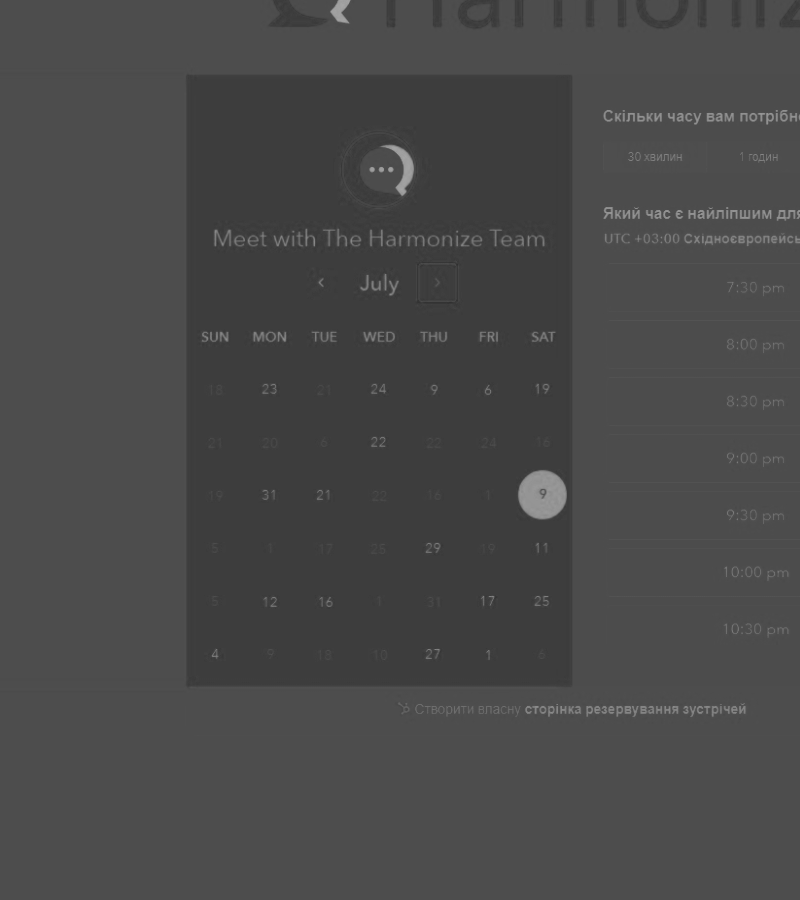 Harmonize
Meet with The Harmonize Team
July
SUN MON TUE WED THU FRI SAT
18 23 21 24 9 6 19
21 20 6 22 22 24 16
19 31 21 22 16 1 9
5 1 17 25 29 19 11
5 12 16 1 31 17 25
4 9 18 10 27 1 6
Скільки часу вам потрібн
30 хвилин 1 годин
Який час є найліпшим для
UTC +03:00 Східноєвропейсь
7:30 pm
8:00 pm
8:30 pm
9:00 pm
9:30 pm
10:00 pm
10:30 pm
Створити власну сторінка резервування зустрічей